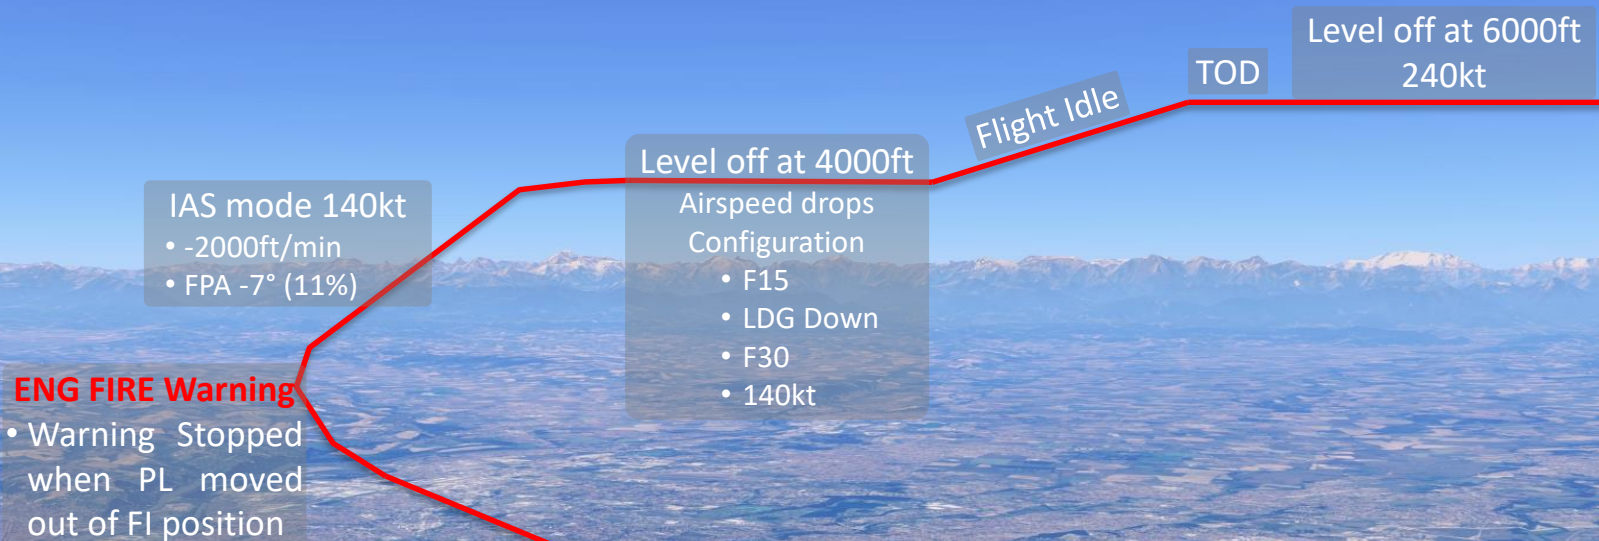 Level off at 6000ft
240kt
TOD
Flight Idle
Level off at 4000ft
Airspeed drops
Configuration
• F15
• LDG Down
• F30
• 140kt
IAS mode 140kt
• -2000ft/min
• FPA -7° (11%)
ENG FIRE Warning
• Warning Stopped
when PL moved
out of FI position